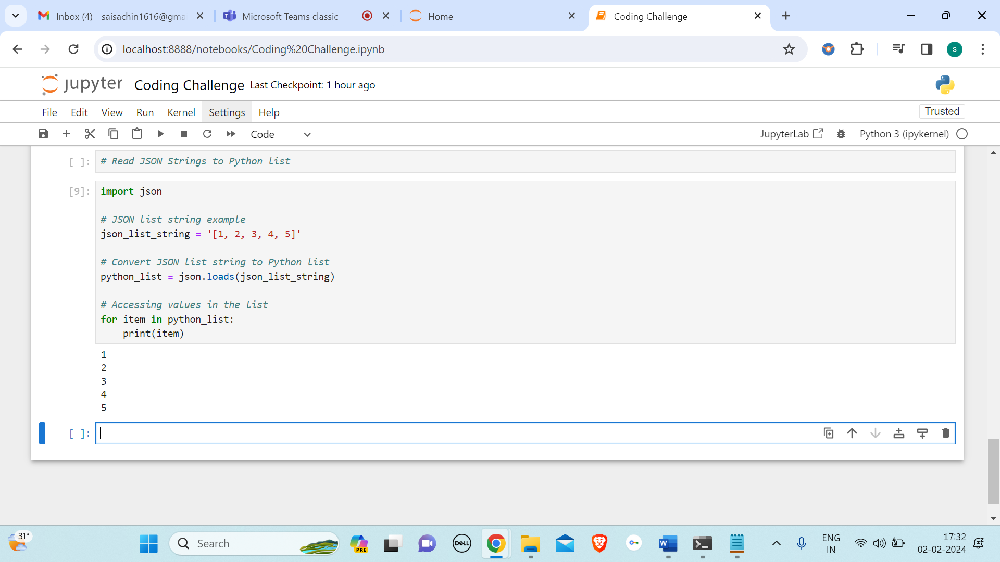 Inbox (4) - saisachin1616@gma
Microsoft Teams classic
Home
Coding Challenge
localhost:8888/notebooks/Coding%20Challenge.ipynb
s
jupyter Coding Challenge Last Checkpoint: 1 hour ago
File Edit View Run Kernel Settings Help
Trusted
Code
JupyterLab
Python 3 (ipykernel)
[ ]: # Read JSON Strings to Python list
[9]: import json
# JSON list string example
json_list_string = '[1, 2, 3, 4, 5]'
# Convert JSON list string to Python list
python_list = json.loads(json_list_string)
# Accessing values in the list
for item in python_list:
    print(item)
1
2
3
4
5
[ ]:
31°
Search
PRE
DELL
W
ENG
IN
17:32
02-02-2024